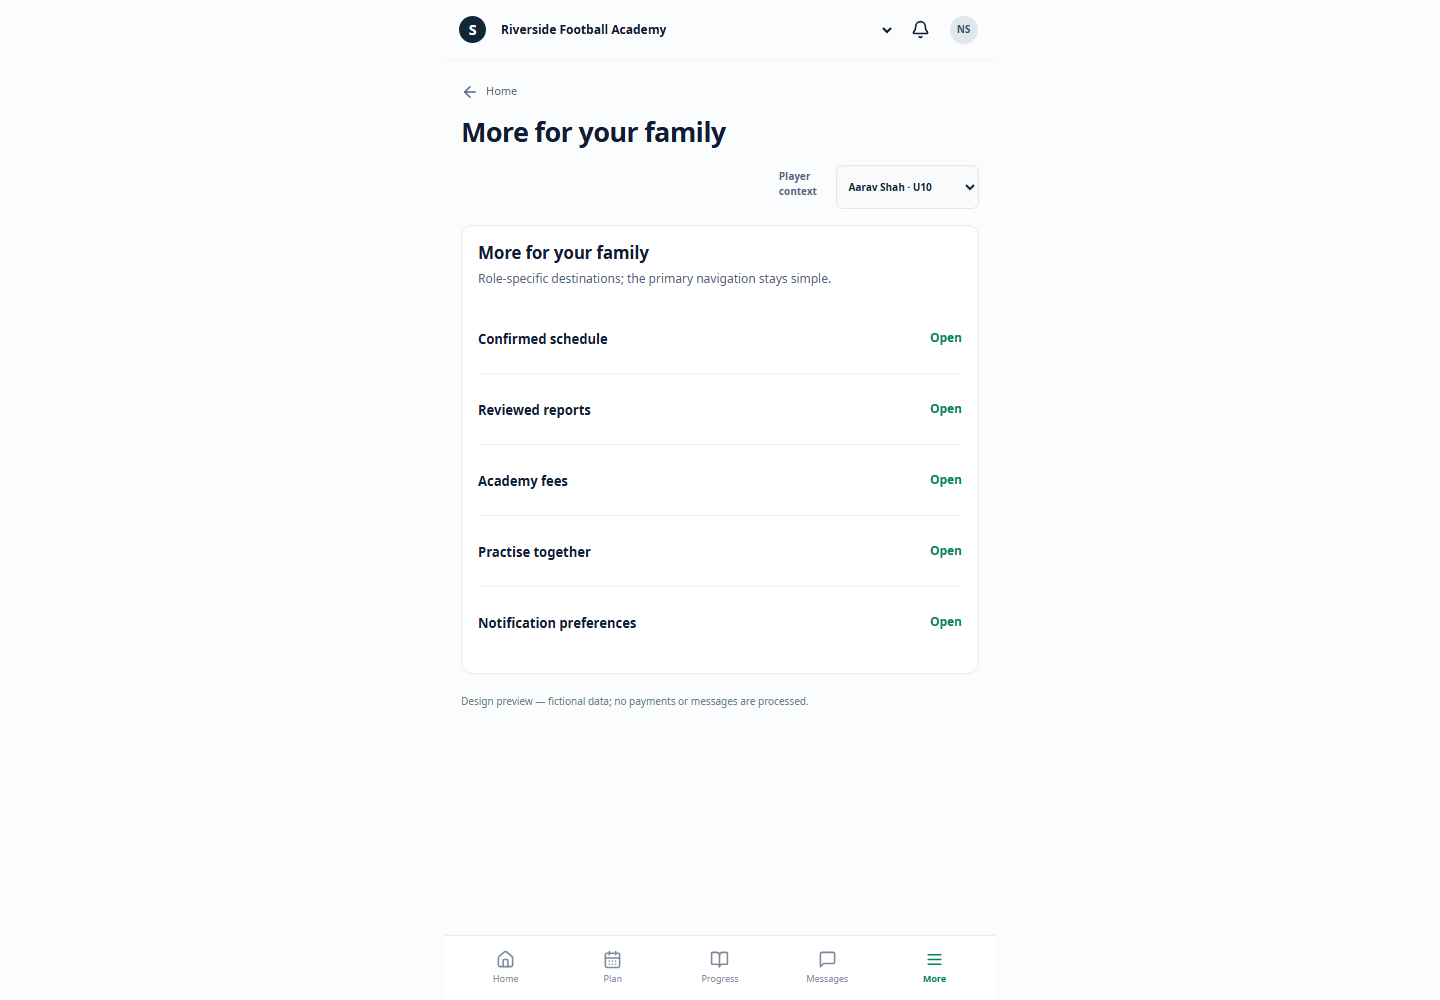 S Riverside Football Academy NS
Home
More for your family
Player
context
Aarav Shah · U10
More for your family
Role-specific destinations; the primary navigation stays simple.
Confirmed schedule Open
Reviewed reports Open
Academy fees Open
Practise together Open
Notification preferences Open
Design preview — fictional data; no payments or messages are processed.
Home Plan Progress Messages More